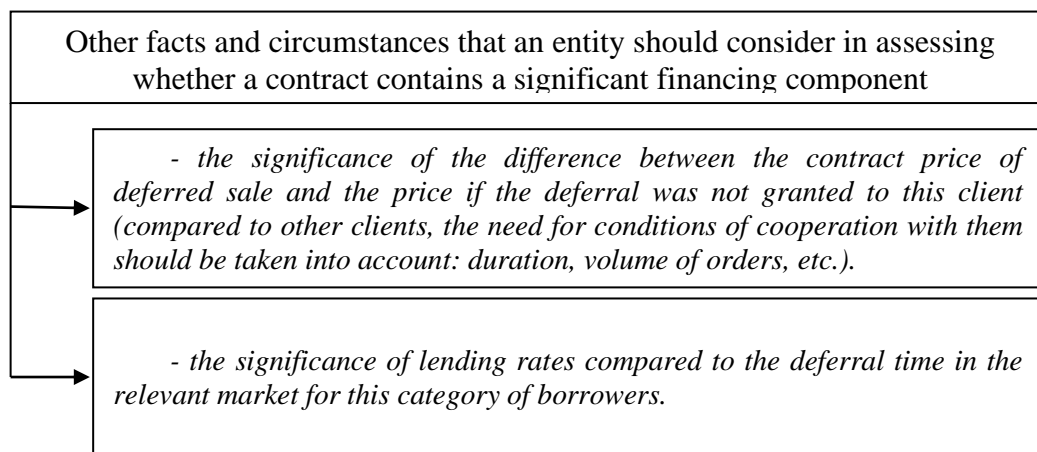 Other facts and circumstances that an entity should consider in assessing
whether a contract contains a significant financing component
- the significance of the difference between the contract price of
deferred sale and the price if the deferral was not granted to this client
(compared to other clients, the need for conditions of cooperation with them
should be taken into account: duration, volume of orders, etc.).
- the significance of lending rates compared to the deferral time in the
relevant market for this category of borrowers.